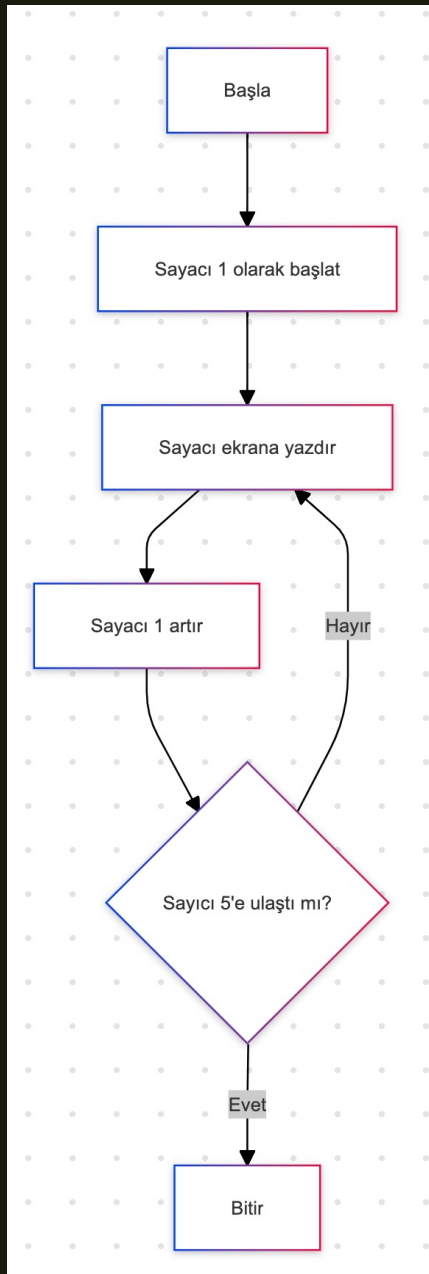 Başla
Sayacı 1 olarak başlat
Sayacı ekrana yazdır
Sayacı 1 artır
Hayır
Sayıcı 5'e ulaştı mı?
Evet
Bitir